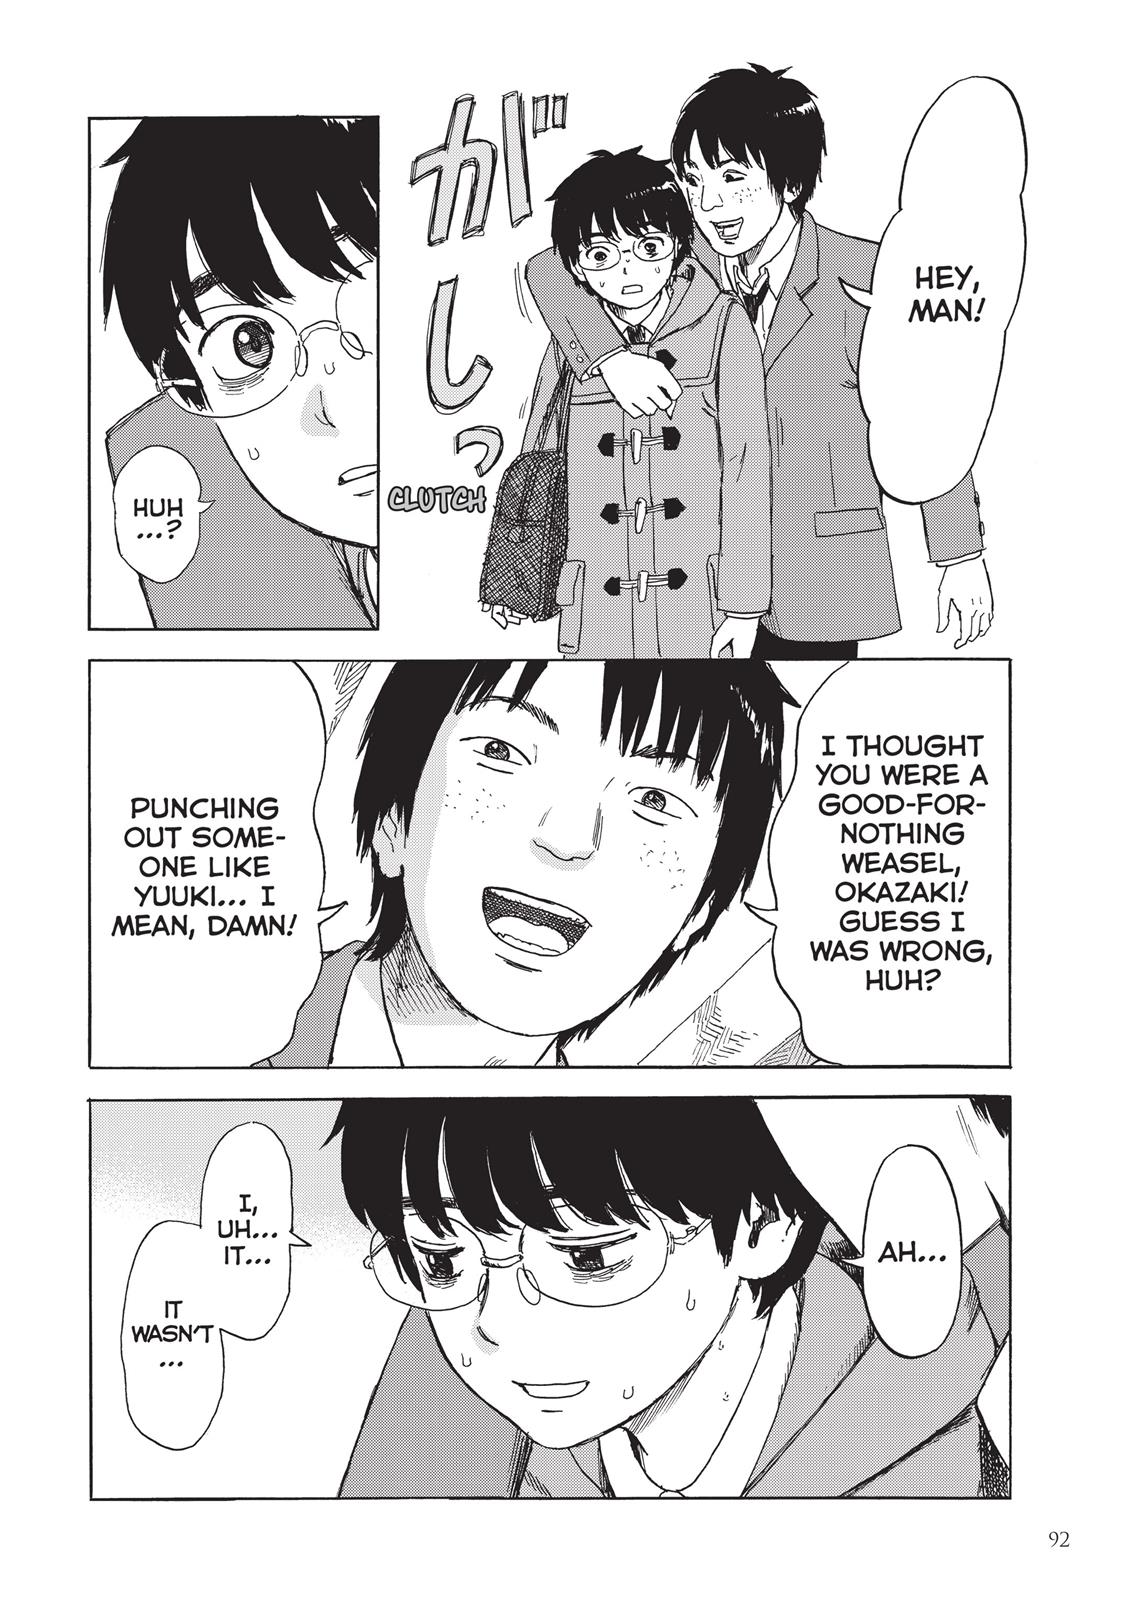 HEY,
MAN!
がしっ
CLUTCH
HUH
...?
I THOUGHT
YOU WERE A
GOOD-FOR-
NOTHING
WEASEL,
OKAZAKI!
GUESS I
WAS WRONG,
HUH?
PUNCHING
OUT SOME-
ONE LIKE
YUUKI... I
MEAN, DAMN!
AH...
I,
UH...
IT...
IT
WASN'T
...
92